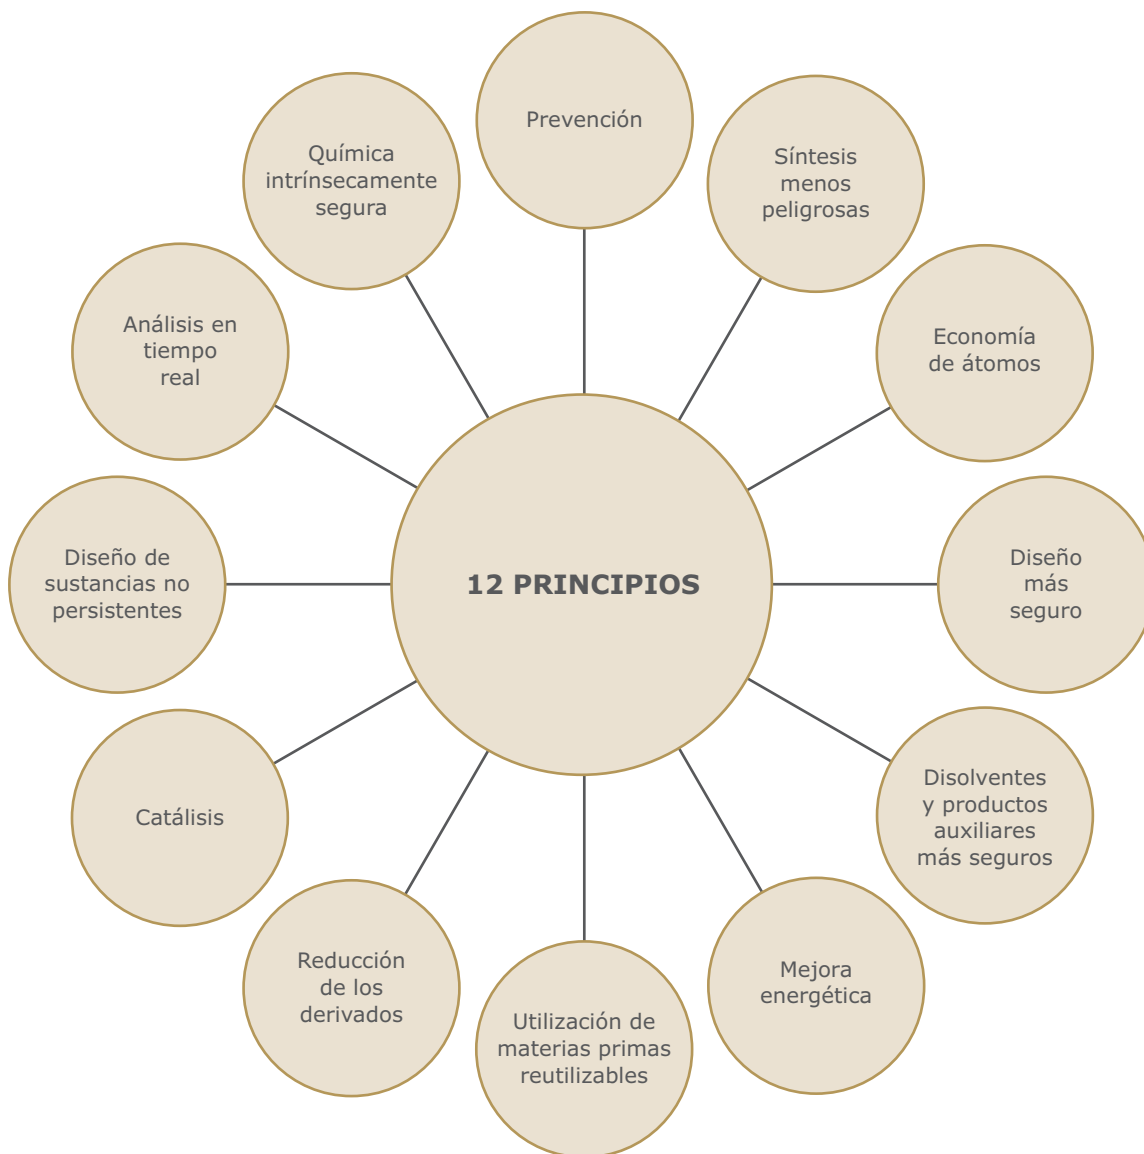 12 PRINCIPIOS
Prevención
Síntesis
menos
peligrosas
Economía
de átomos
Diseño
más
seguro
Disolventes
y productos
auxiliares
más seguros
Mejora
energética
Utilización de
materias primas
reutilizables
Reducción
de los
derivados
Catálisis
Diseño de
sustancias no
persistentes
Análisis en
tiempo
real
Química
intrínsecamente
segura